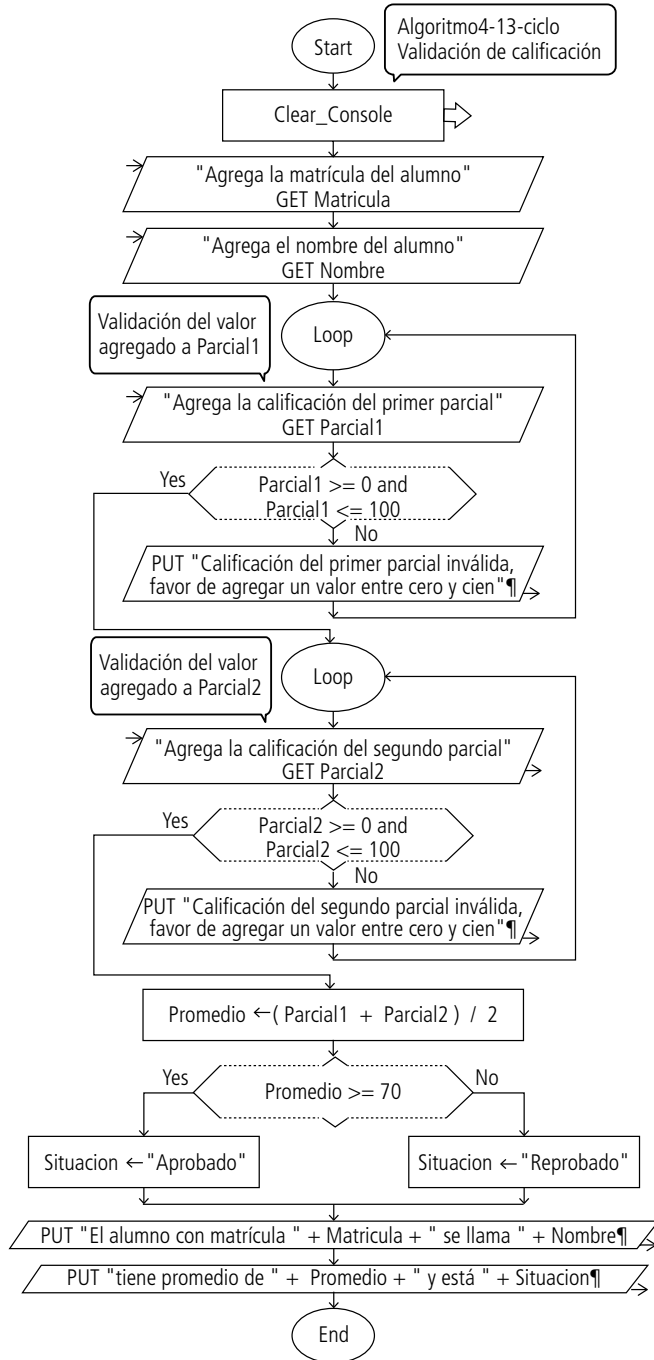 Start
Algoritmo4-13-ciclo
Validación de calificación
Clear_Console
"Agrega la matrícula del alumno"
GET Matricula
"Agrega el nombre del alumno"
GET Nombre
Validación del valor
agregado a Parcial1
Loop
"Agrega la calificación del primer parcial"
GET Parcial1
Yes
Parcial1 >= 0 and
Parcial1 <= 100
No
PUT "Calificación del primer parcial inválida,
favor de agregar un valor entre cero y cien"¶
Validación del valor
agregado a Parcial2
Loop
"Agrega la calificación del segundo parcial"
GET Parcial2
Yes
Parcial2 >= 0 and
Parcial2 <= 100
No
PUT "Calificación del segundo parcial inválida,
favor de agregar un valor entre cero y cien"¶
Promedio ←( Parcial1 + Parcial2 ) / 2
Yes
Promedio >= 70
No
Situacion ←"Aprobado"
Situacion ←"Reprobado"
PUT "El alumno con matrícula " + Matricula + " se llama " + Nombre¶
PUT "tiene promedio de " + Promedio + " y está " + Situacion¶
End